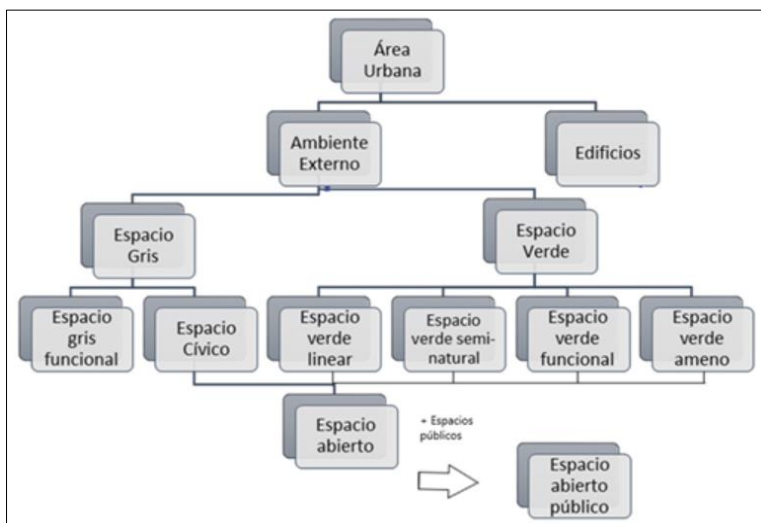 Área
Urbana
Ambiente
Externo
Edificios
Espacio
Gris
Espacio
Verde
Espacio
gris
funcional
Espacio
Cívico
Espacio
verde
linear
Espacio
verde semi-
natural
Espacio
verde
funcional
Espacio
verde
ameno
Espacio
abierto
+ Espacios
públicos
Espacio
abierto
público